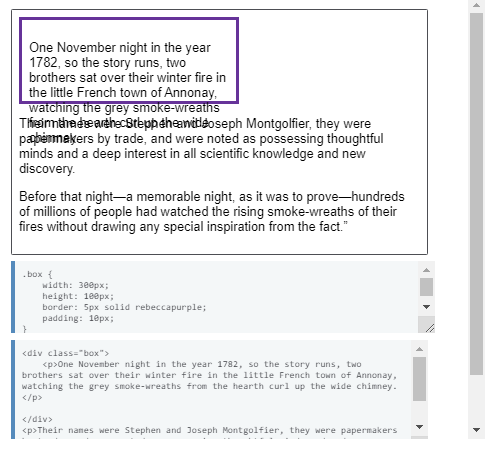 One November night in the year
1782, so the story runs, two
brothers sat over their winter fire in
the little French town of Annonay,
watching the grey smoke-wreaths
from the hearth curl up the wide
chimney.
Their names were Stephen and Joseph Montgolfier, they were
papermakers by trade, and were noted as possessing thoughtful
minds and a deep interest in all scientific knowledge and new
discovery.
Before that night—a memorable night, as it was to prove—hundreds
of millions of people had watched the rising smoke-wreaths of their
fires without drawing any special inspiration from the fact.”
.box {
    width: 300px;
    height: 100px;
    border: 5px solid rebeccapurple;
    padding: 10px;
}
<div class="box">
    <p>One November night in the year 1782, so the story runs, two
brothers sat over their winter fire in the little French town of Annonay,
watching the grey smoke-wreaths from the hearth curl up the wide chimney.
</p>
</div>
<p>Their names were Stephen and Joseph Montgolfier, they were papermakers